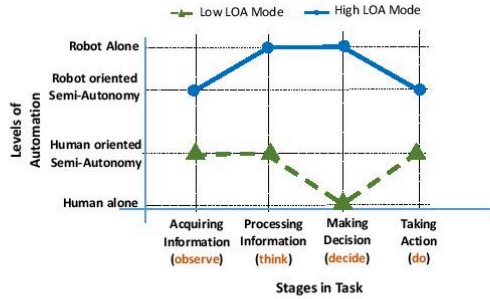 Low LOA Mode
High LOA Mode
Levels of
Automation
Robot Alone
Robot oriented
Semi-Autonomy
Human oriented
Semi-Autonomy
Human alone
Acquiring
Information
(observe)
Processing
Information
(think)
Making
Decision
(decide)
Taking
Action
(do)
Stages in Task